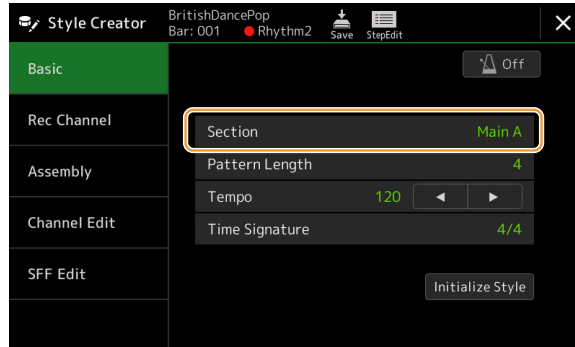 Style Creator
BritishDancePop
Bar: 001 Rhythm2
Save
StepEdit
Basic
Off
Rec Channel
Section Main A
Assembly
Pattern Length 4
Tempo 120
Channel Edit
Time Signature 4/4
SFF Edit
Initialize Style